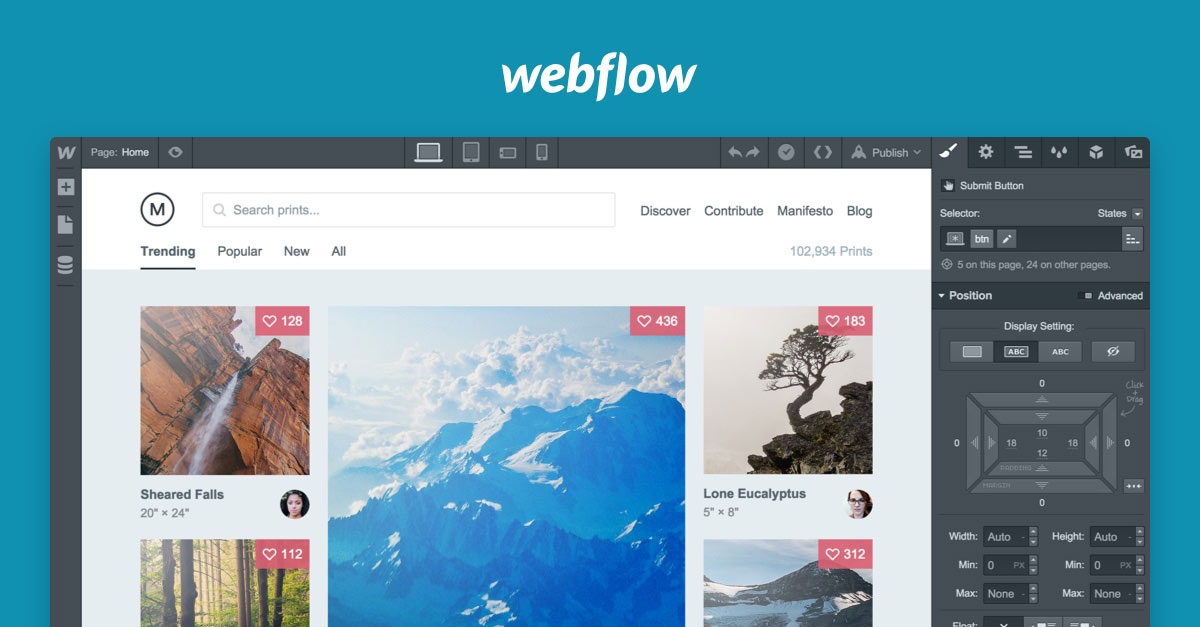 webflow
W
Page: Home
Publish
M
Search prints...
Discover Contribute Manifesto Blog
Trending Popular New All
102,934 Prints
128
Sheared Falls
20" × 24"
112
436
183
Lone Eucalyptus
5" × 8"
312
Submit Button
Selector: States
btn
5 on this page, 24 on other pages.
Position Advanced
Display Setting:
ABC ABC
0
Click
+
Drag
0 18 10 18 0
12
PADDING
MARGIN
0
Width: Auto - Height: Auto -
Min: 0 PX Min: 0 PX
Max: None - Max: None -
Float: